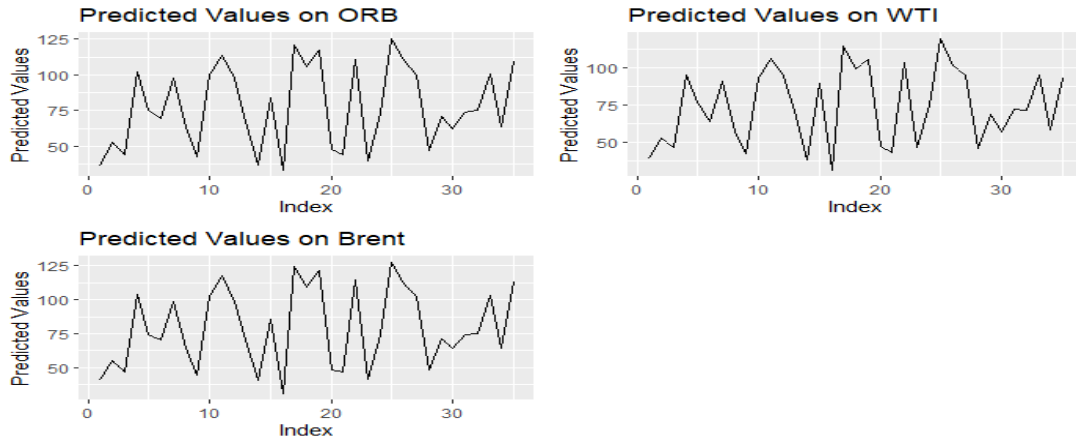 Predicted Values on ORB
Predicted Values
125
100
75
50
0 10 20 30
Index
Predicted Values on WTI
Predicted Values
100
75
50
0 10 20 30
Index
Predicted Values on Brent
Predicted Values
125
100
75
50
0 10 20 30
Index